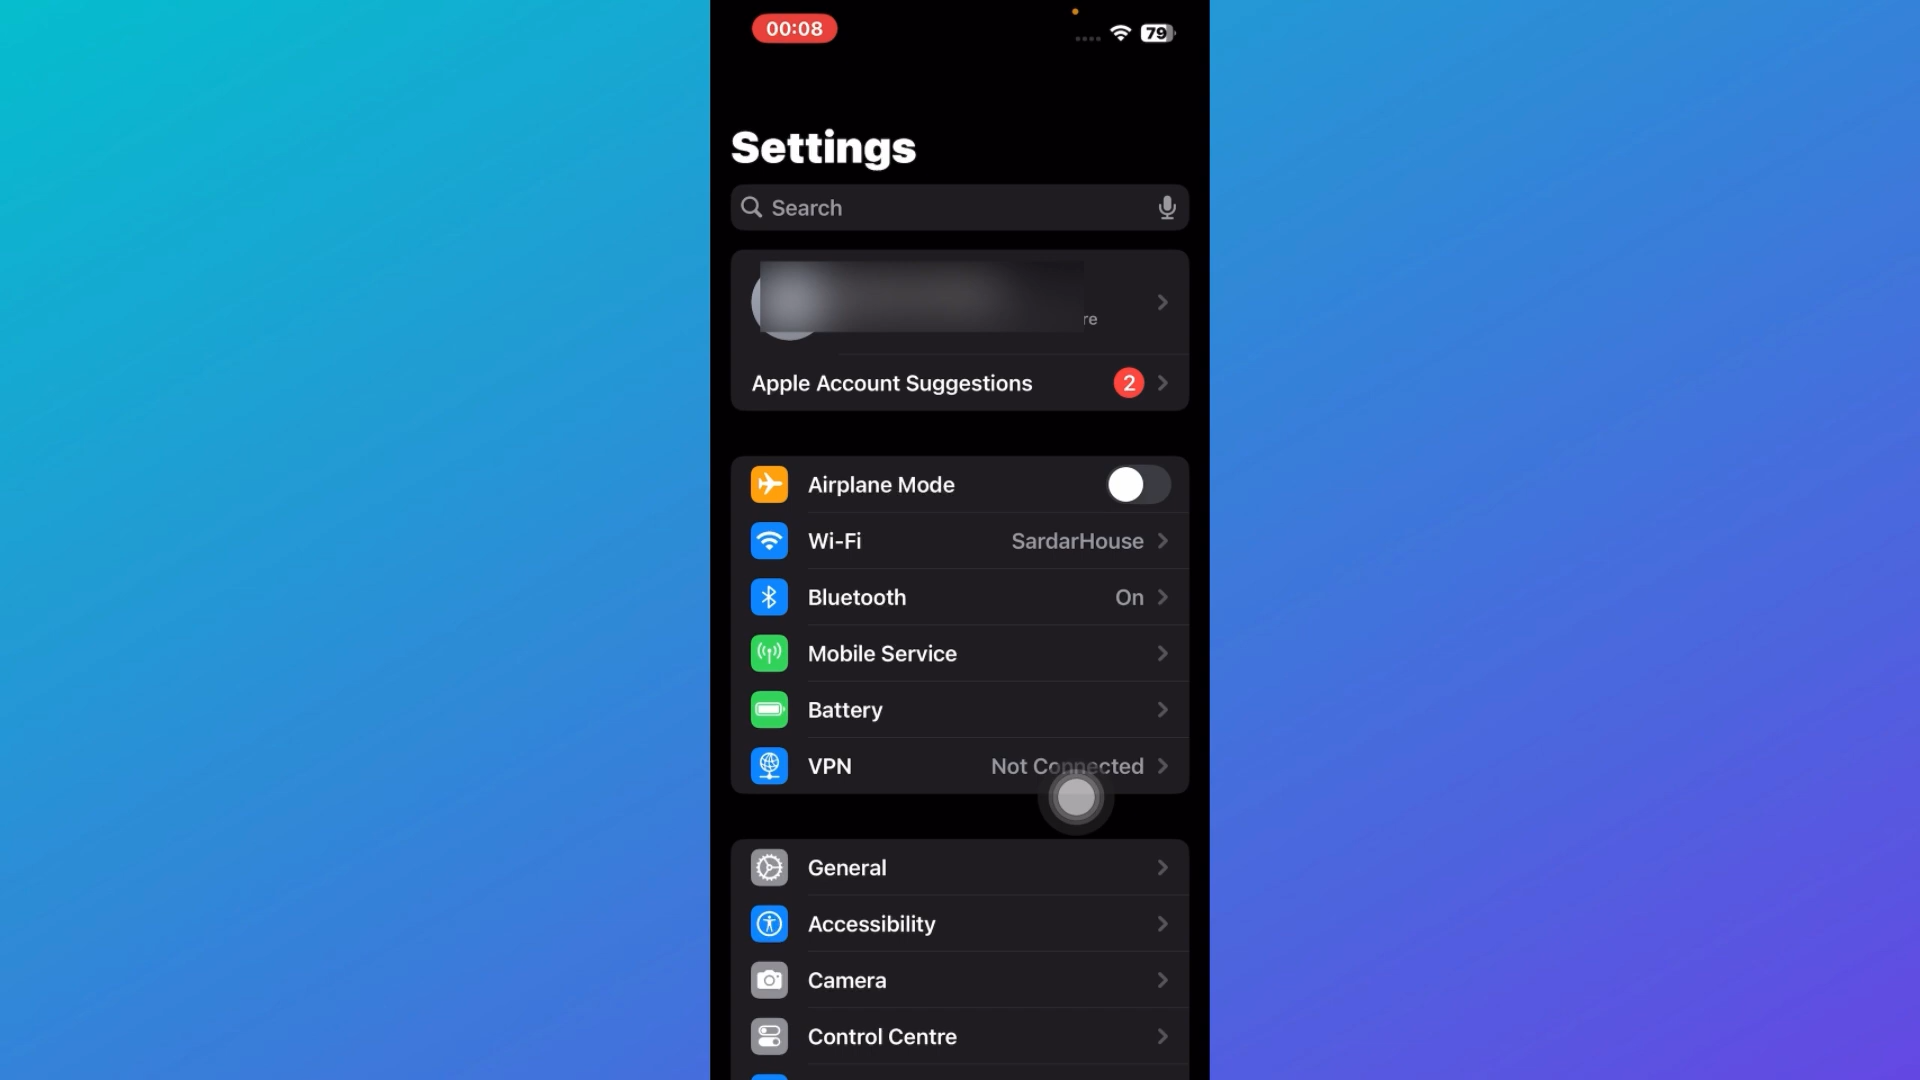 00:08
79
Settings
Search
re
Apple Account Suggestions 2
Airplane Mode
Wi-Fi SardarHouse
Bluetooth On
Mobile Service
Battery
VPN Not Connected
General
Accessibility
Camera
Control Centre